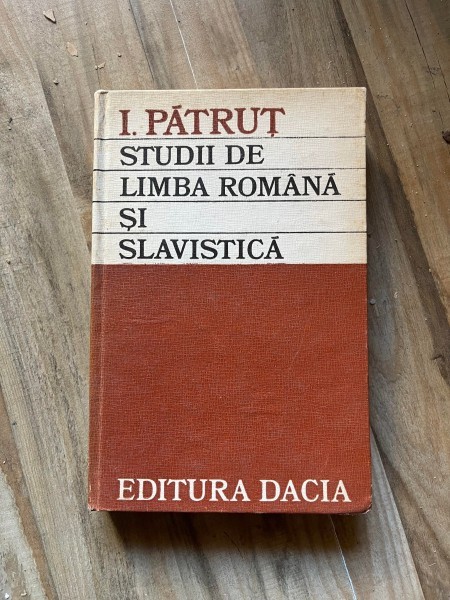 I. PĂTRUȚ
STUDII DE
LIMBA ROMÂNĂ
ȘI
SLAVISTICĂ
EDITURA DACIA